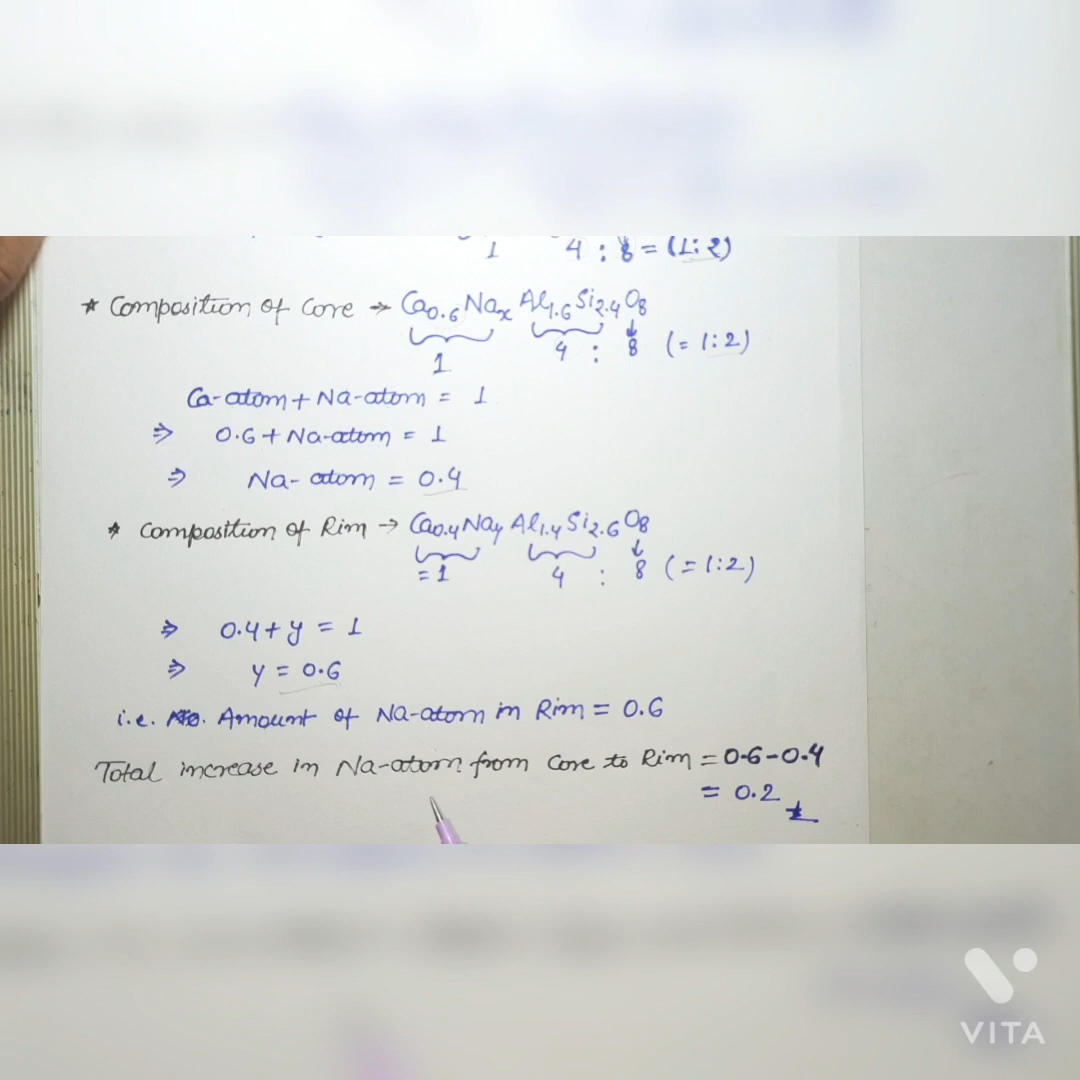 1 4 : 8 = (1:2)
* Composition of Core → Ca0.6 Nax Al1.6 Si2.4 O8
1 4 : 8 (= 1:2)
Ca-atom + Na-atom = 1
⇒ 0.6 + Na-atom = 1
⇒ Na-atom = 0.4
* Composition of Rim → Ca0.4 Nay Al1.4 Si2.6 O8
= 1 4 : 8 (= 1:2)
⇒ 0.4 + y = 1
⇒ y = 0.6
i.e. Amount of Na-atom in Rim = 0.6
Total increase in Na-atom from Core to Rim = 0.6-0.4
= 0.2
VITA